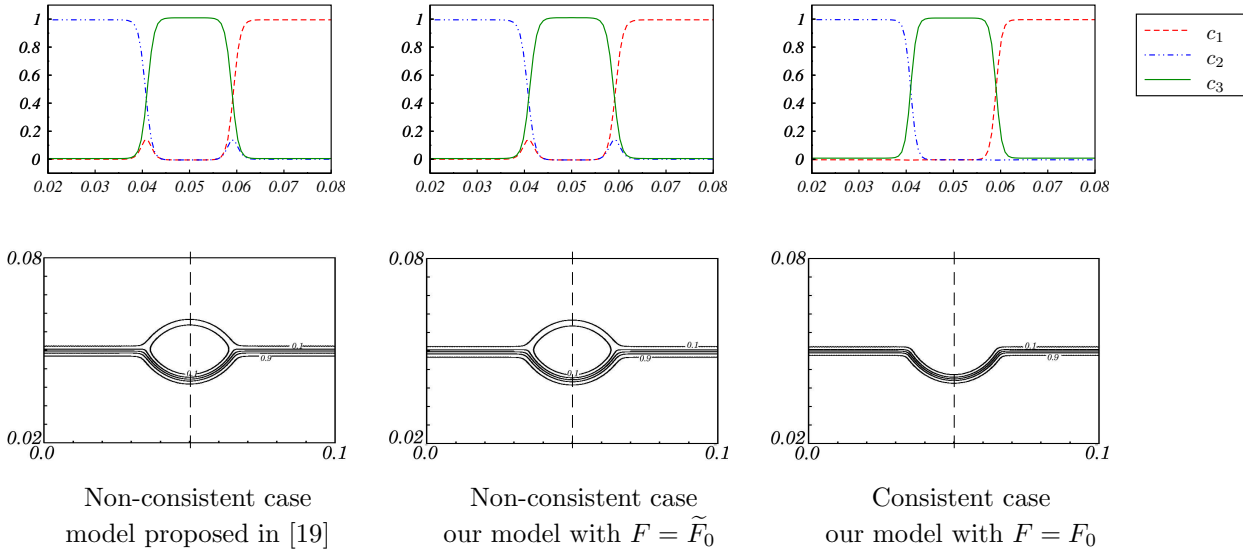 1
0.8
0.6
0.4
0.2
0
0.02 0.03 0.04 0.05 0.06 0.07 0.08
1
0.8
0.6
0.4
0.2
0
0.02 0.03 0.04 0.05 0.06 0.07 0.08
1
0.8
0.6
0.4
0.2
0
0.02 0.03 0.04 0.05 0.06 0.07 0.08
c₁
c₂
c₃
0.08
0.02
0.0 0.1
0.1
0.9
0.1
0.08
0.02
0.0 0.1
0.1
0.9
0.1
0.08
0.02
0.0 0.1
0.1
0.9
Non-consistent case
model proposed in [19]
Non-consistent case
our model with F = F̃₀
Consistent case
our model with F = F₀